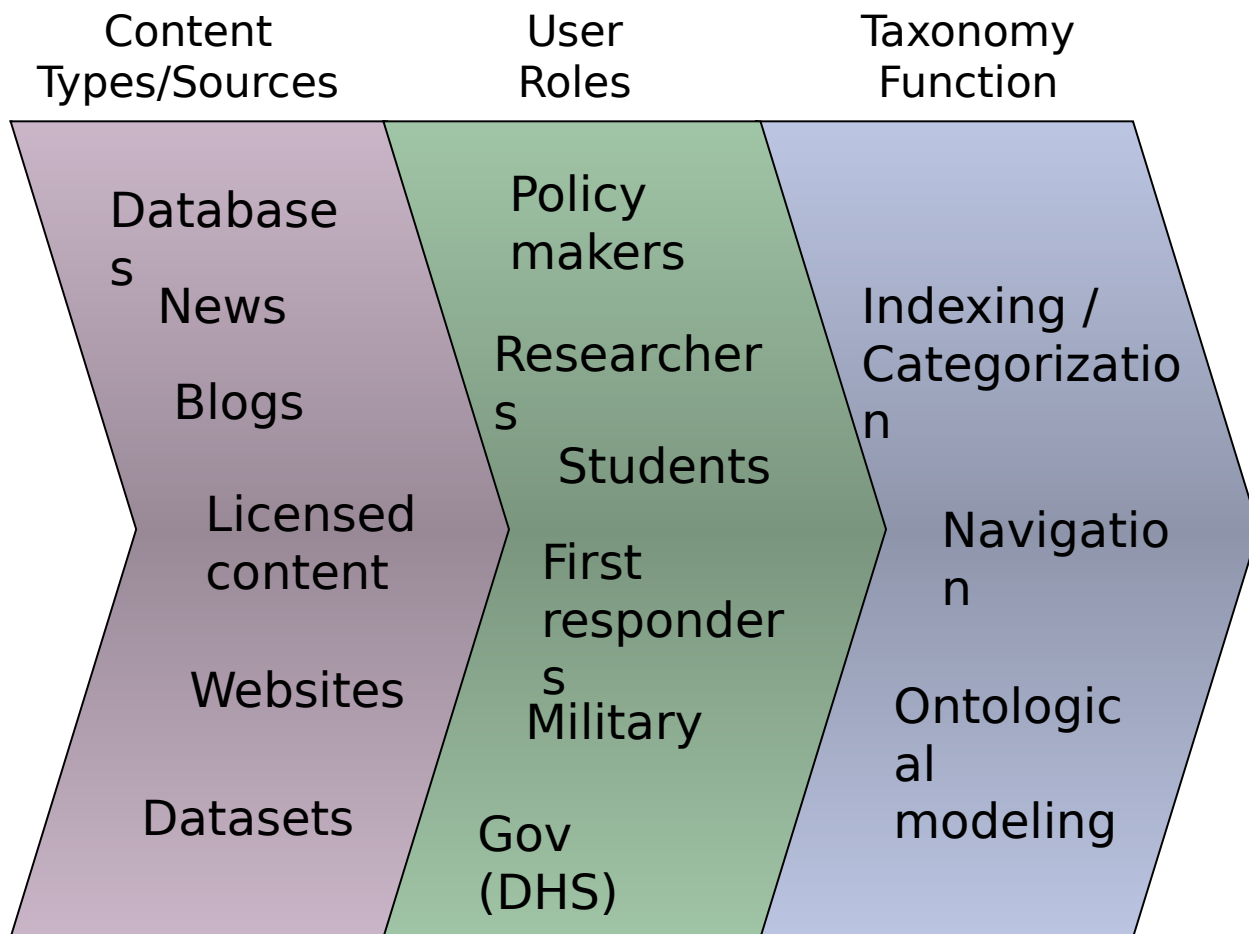 Content
Types/Sources
User
Roles
Taxonomy
Function
Database
s
News
Blogs
Licensed
content
Websites
Datasets
Policy
makers
Researcher
s
Students
First
responder
s
Military
Gov
(DHS)
Indexing /
Categorizatio
n
Navigatio
n
Ontologic
al
modeling